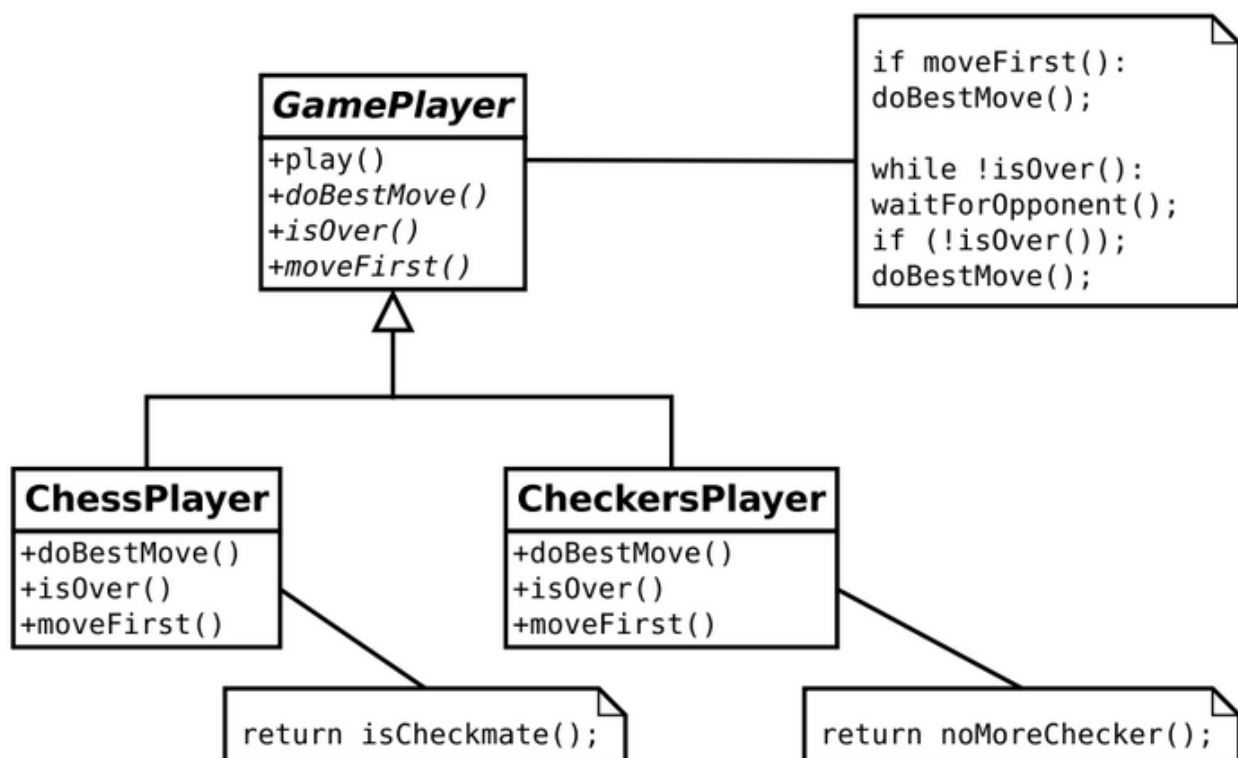 GamePlayer
+play()
+doBestMove()
+isOver()
+moveFirst()
if moveFirst():
doBestMove();
while !isOver():
waitForOpponent();
if (!isOver());
doBestMove();
ChessPlayer
+doBestMove()
+isOver()
+moveFirst()
return isCheckmate();
CheckersPlayer
+doBestMove()
+isOver()
+moveFirst()
return noMoreChecker();